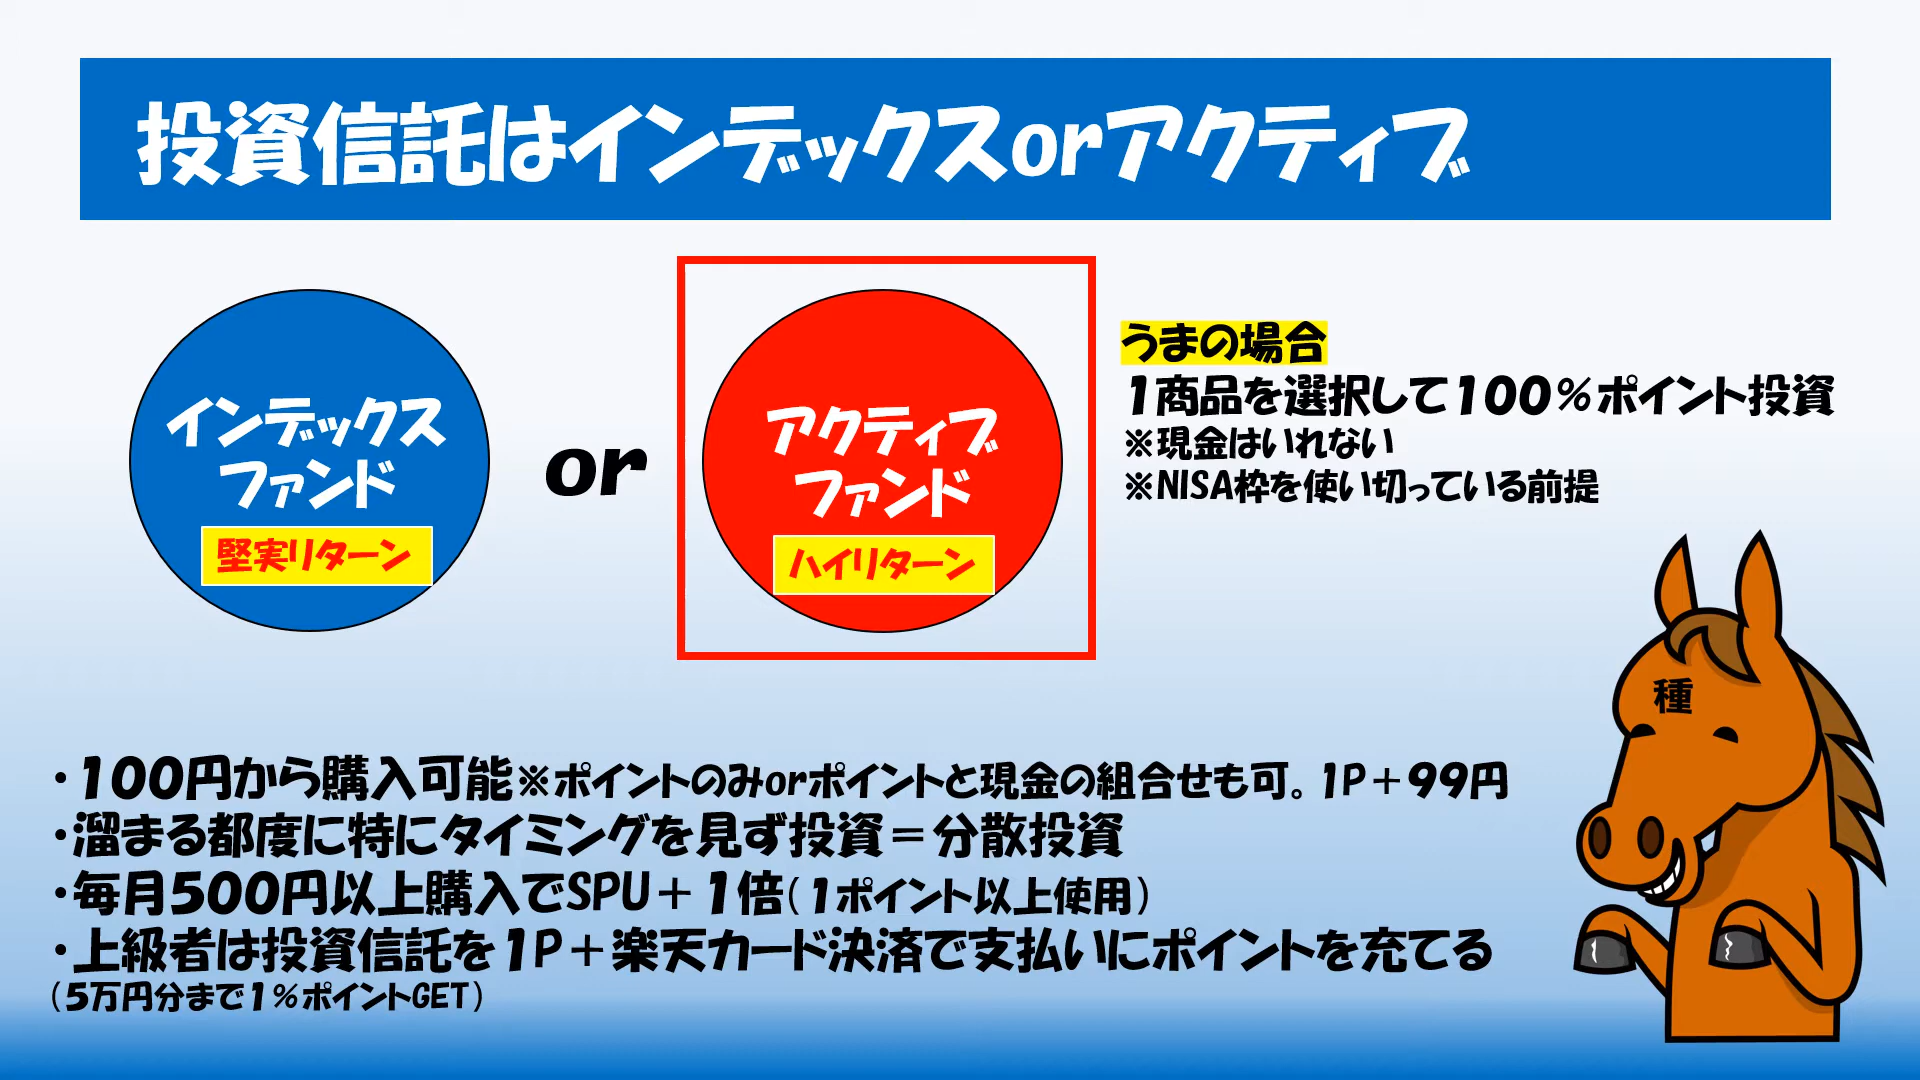 投資信託はインデックスorアクティブ
インデックス
ファンド
堅実リターン
or
アクティブ
ファンド
ハイリターン
うまの場合
1商品を選択して100%ポイント投資
※現金はいれない
※NISA枠を使い切っている前提
種
・100円から購入可能※ポイントのみorポイントと現金の組合せも可。1P+99円
・溜まる都度に特にタイミングを見ず投資=分散投資
・毎月500円以上購入でSPU+1倍(1ポイント以上使用)
・上級者は投資信託を1P+楽天カード決済で支払いにポイントを充てる
(5万円分まで1%ポイントGET)